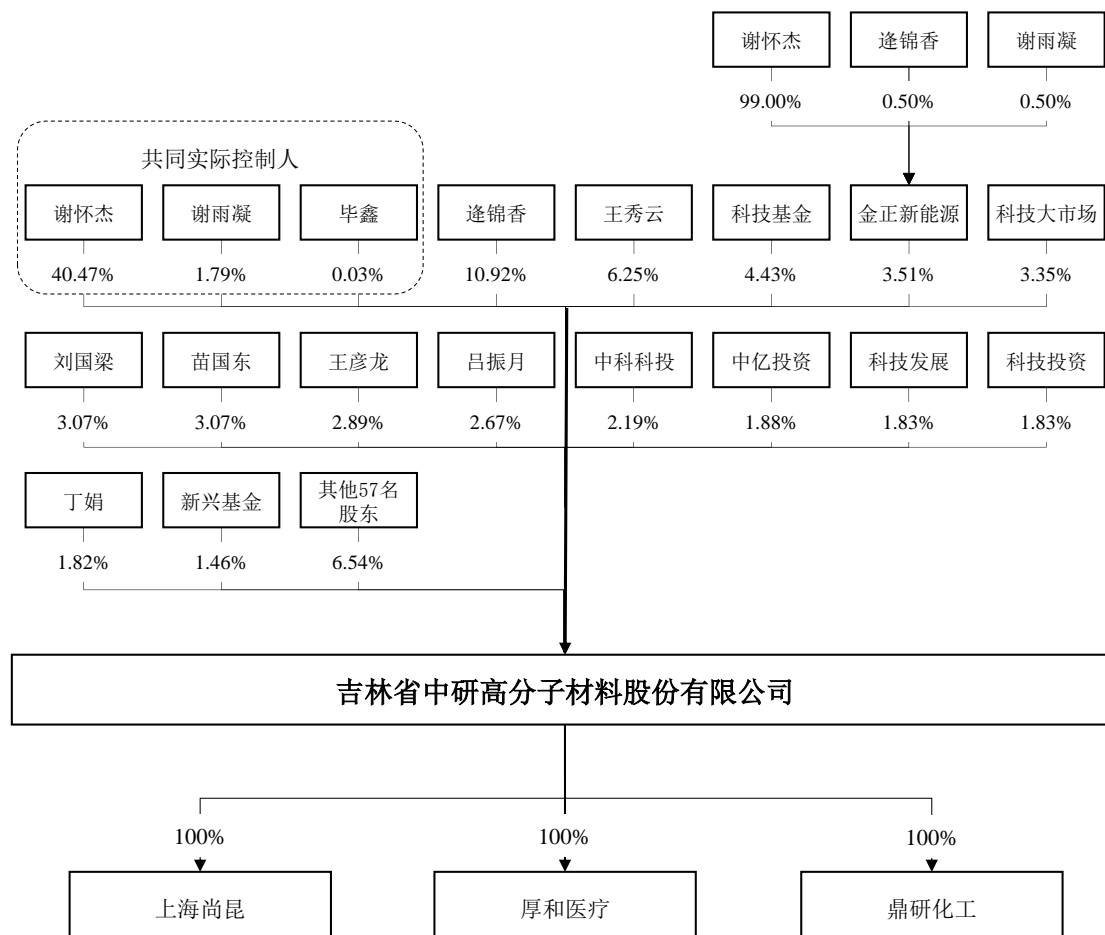 谢怀杰 逄锦香 谢雨凝
99.00% 0.50% 0.50%
共同实际控制人
谢怀杰 谢雨凝 毕鑫 逄锦香 王秀云 科技基金 金正新能源 科技大市场
40.47% 1.79% 0.03% 10.92% 6.25% 4.43% 3.51% 3.35%
刘国梁 苗国东 王彦龙 吕振月 中科科投 中亿投资 科技发展 科技投资
3.07% 3.07% 2.89% 2.67% 2.19% 1.88% 1.83% 1.83%
丁娟 新兴基金 其他57名
股东
1.82% 1.46% 6.54%
吉林省中研高分子材料股份有限公司
100% 100% 100%
上海尚昆 厚和医疗 鼎研化工